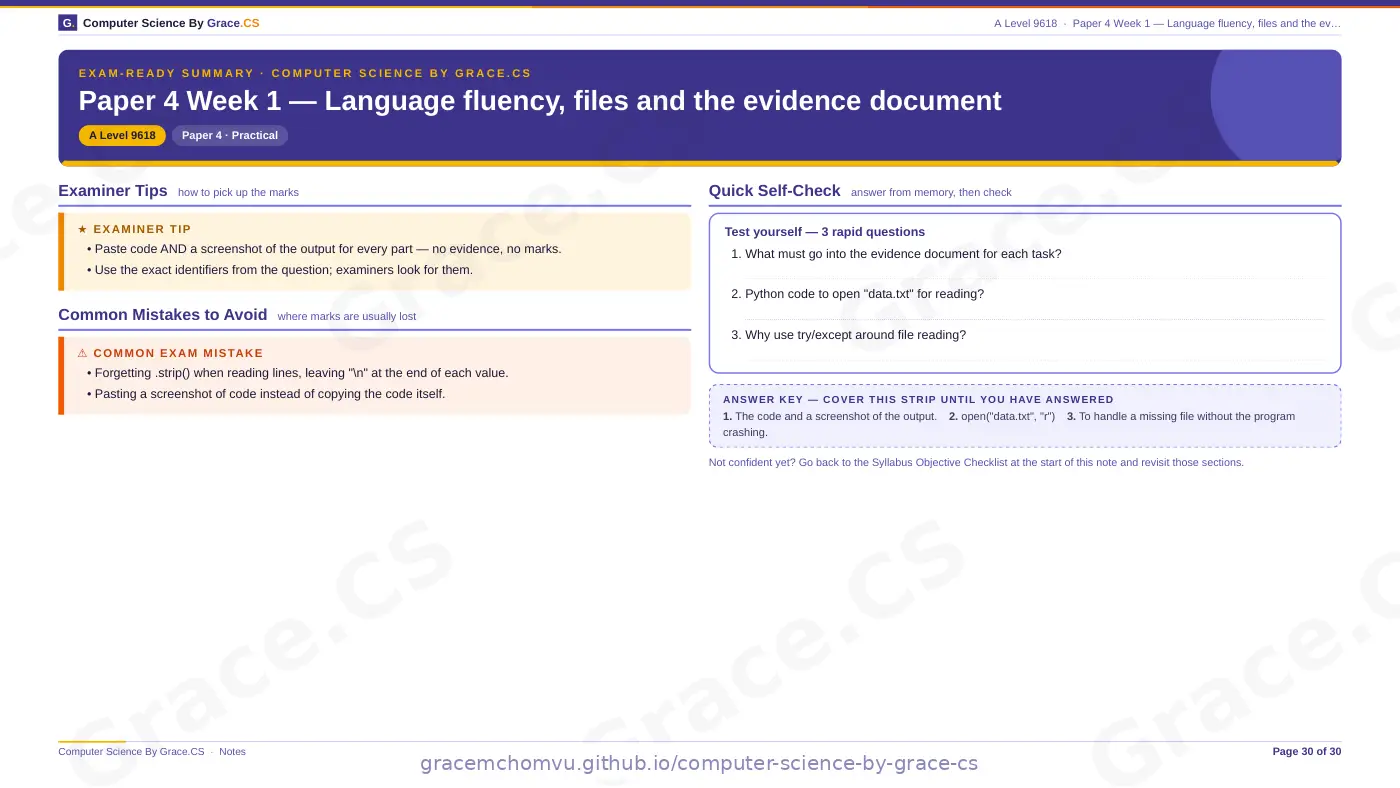 G. Computer Science By Grace.CS
A Level 9618 · Paper 4 Week 1 — Language fluency, files and the ev…
EXAM-READY SUMMARY · COMPUTER SCIENCE BY GRACE.CS
Paper 4 Week 1 — Language fluency, files and the evidence document
A Level 9618
Paper 4 · Practical
Examiner Tips how to pick up the marks
★ EXAMINER TIP
• Paste code AND a screenshot of the output for every part — no evidence, no marks.
• Use the exact identifiers from the question; examiners look for them.
Common Mistakes to Avoid where marks are usually lost
⚠ COMMON EXAM MISTAKE
• Forgetting .strip() when reading lines, leaving "\n" at the end of each value.
• Pasting a screenshot of code instead of copying the code itself.
Quick Self-Check answer from memory, then check
Test yourself — 3 rapid questions
1. What must go into the evidence document for each task?
2. Python code to open "data.txt" for reading?
3. Why use try/except around file reading?
ANSWER KEY — COVER THIS STRIP UNTIL YOU HAVE ANSWERED
1. The code and a screenshot of the output. 2. open("data.txt", "r") 3. To handle a missing file without the program
crashing.
Not confident yet? Go back to the Syllabus Objective Checklist at the start of this note and revisit those sections.
Grace.CS
Grace.CS
Grace.CS
Computer Science By Grace.CS · Notes
Page 30 of 30
gracemchomvu.github.io/computer-science-by-grace-cs